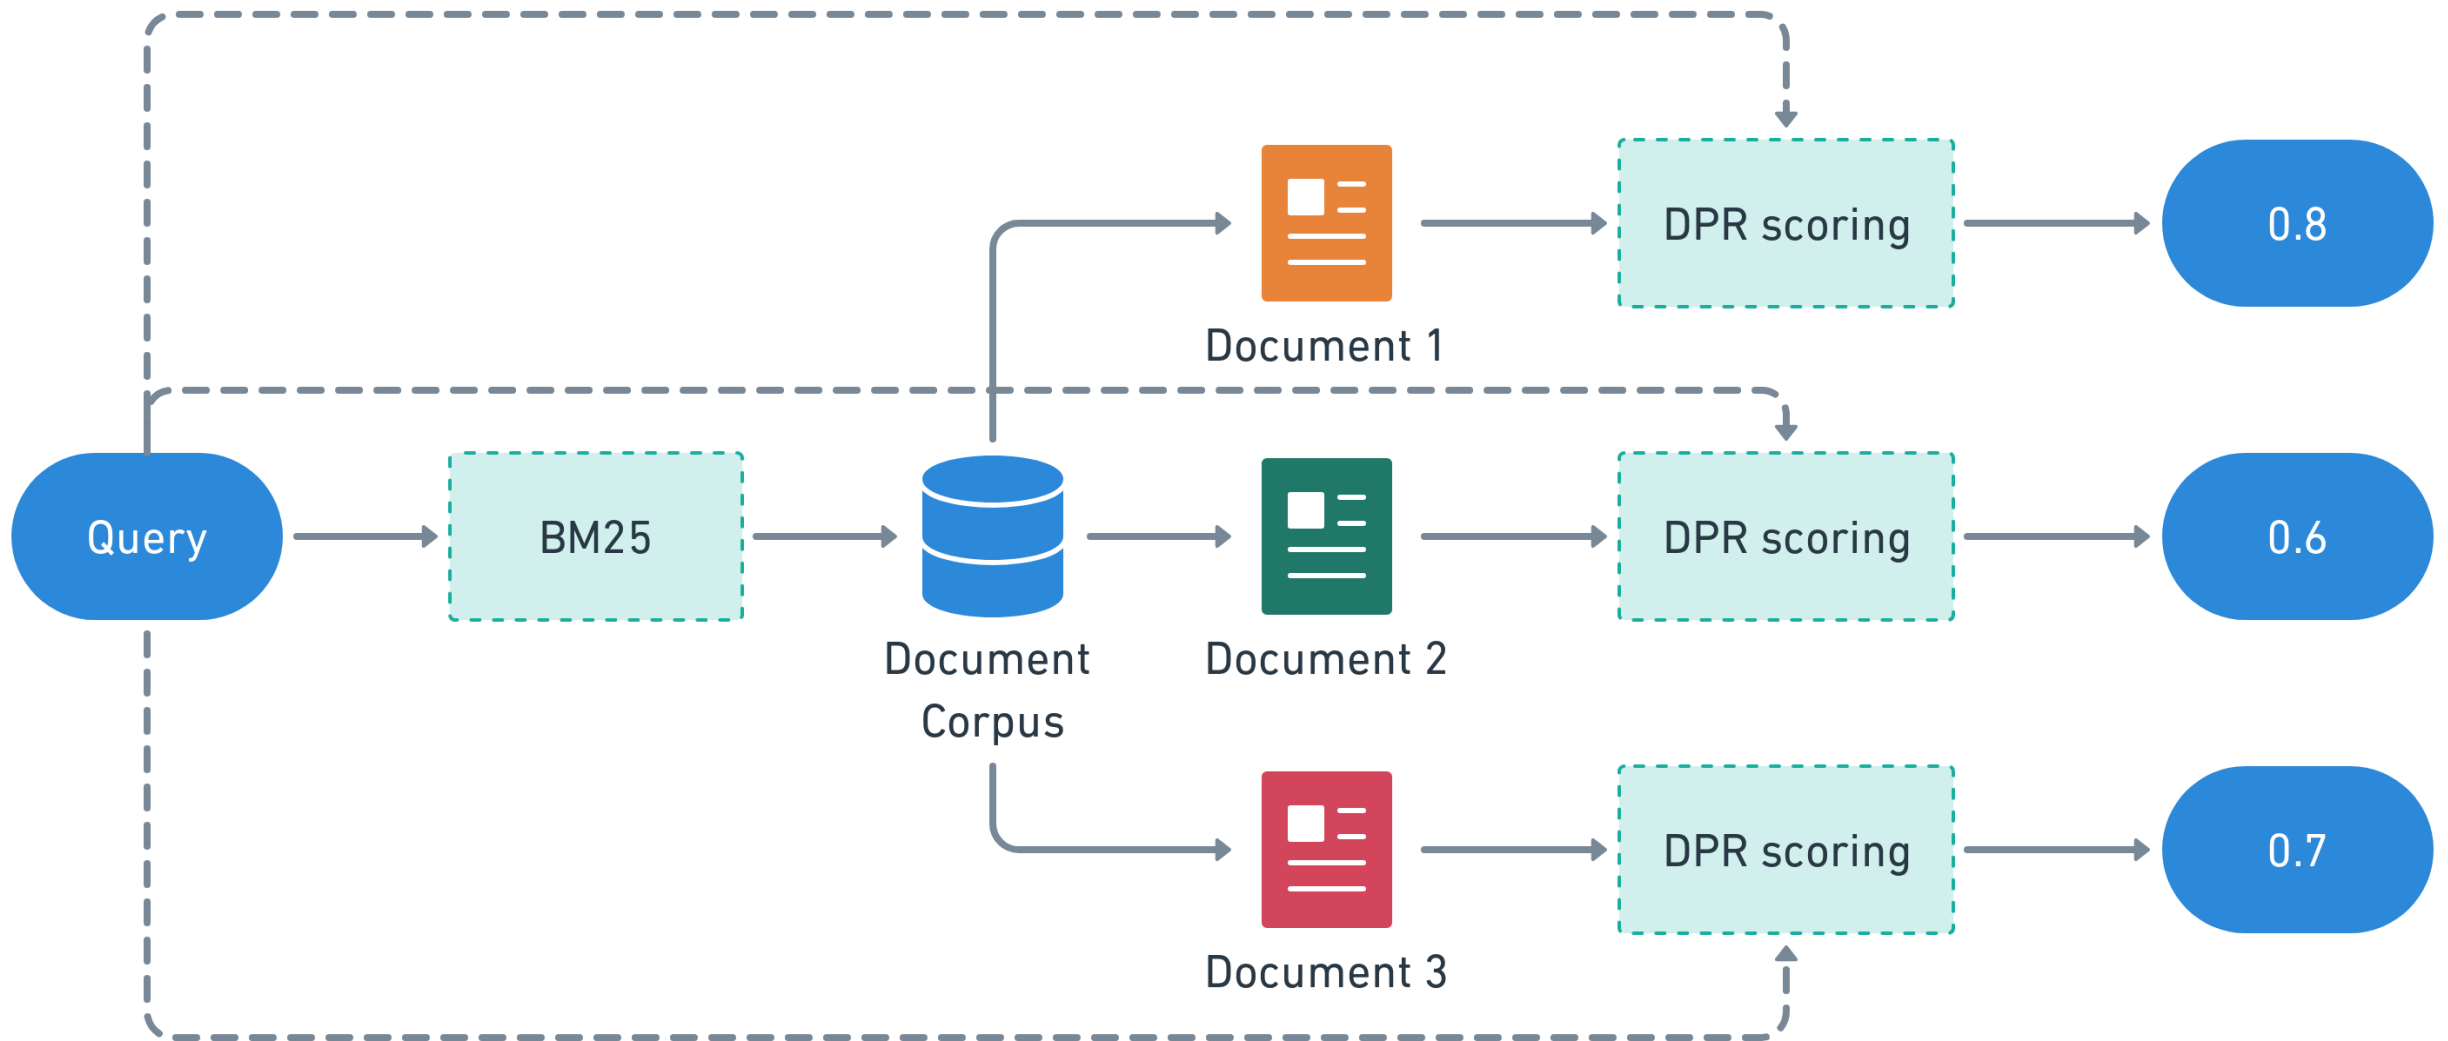 Document 1
DPR scoring
0.8
Query
BM25
Document
Corpus
Document 2
DPR scoring
0.6
Document 3
DPR scoring
0.7